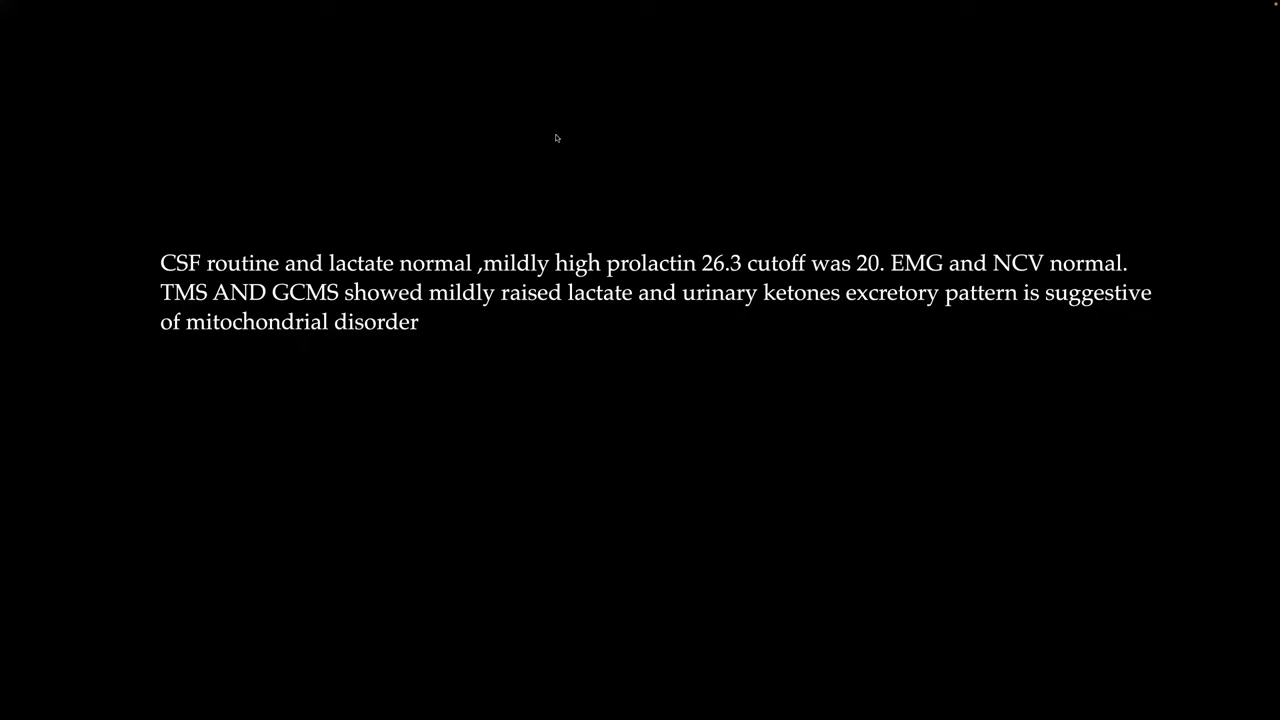 CSF routine and lactate normal ,mildly high prolactin 26.3 cutoff was 20. EMG and NCV normal.
TMS AND GCMS showed mildly raised lactate and urinary ketones excretory pattern is suggestive
of mitochondrial disorder